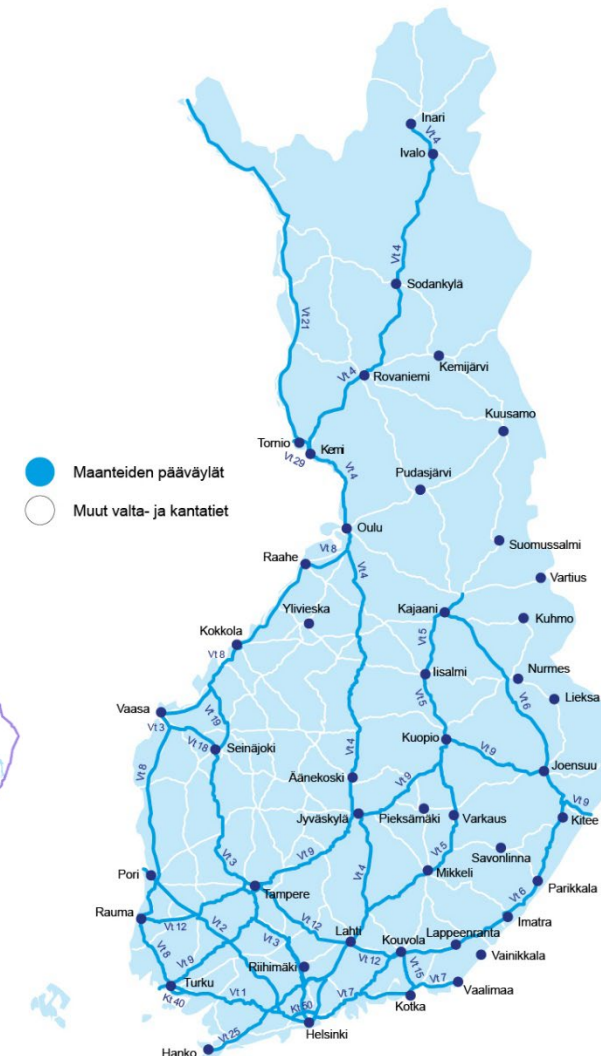 Inari
Vt 4
Ivalo
Vt 4
Sodankylä
Vt 21
Kemijärvi
Vt 4
Rovaniemi
Kuusamo
Tornio
Kemi
Vt 29
Vt 4
Maanteiden pääväylät
Pudasjärvi
Muut valta- ja kantatiet
Oulu
Vt 8
Suomussalmi
Raahe
Vt 4
Vartius
Ylivieska
Kajaani
Kuhmo
Kokkola
Vt 5
Vt 8
Iisalmi
Nurmes
Vt 6
Lieksa
Vt 5
Vaasa
Vt 19
Vt 3
Vt 18
Seinäjoki
Kuopio
Vt 9
Vt 4
Vt 8
Äänekoski
Joensuu
Vt 9
Vt 9
Jyväskylä
Pieksämäki
Varkaus
Kitee
Vt 5
Savonlinna
Vt 3
Vt 9
Vt 4
Pori
Mikkeli
Parikkala
Tampere
Vt 6
Rauma
Vt 12
Vt 2
Vt 12
Imatra
Lahti
Lappeenranta
Vt 8
Vt 9
Vt 3
Kouvola
Vainikkala
Riihimäki
Vt 12
Vt 15
Vt 7
Turku
Vaalimaa
Kt 40
Vt 1
Kt 50
Vt 7
Kotka
Vt 25
Helsinki
Hanko